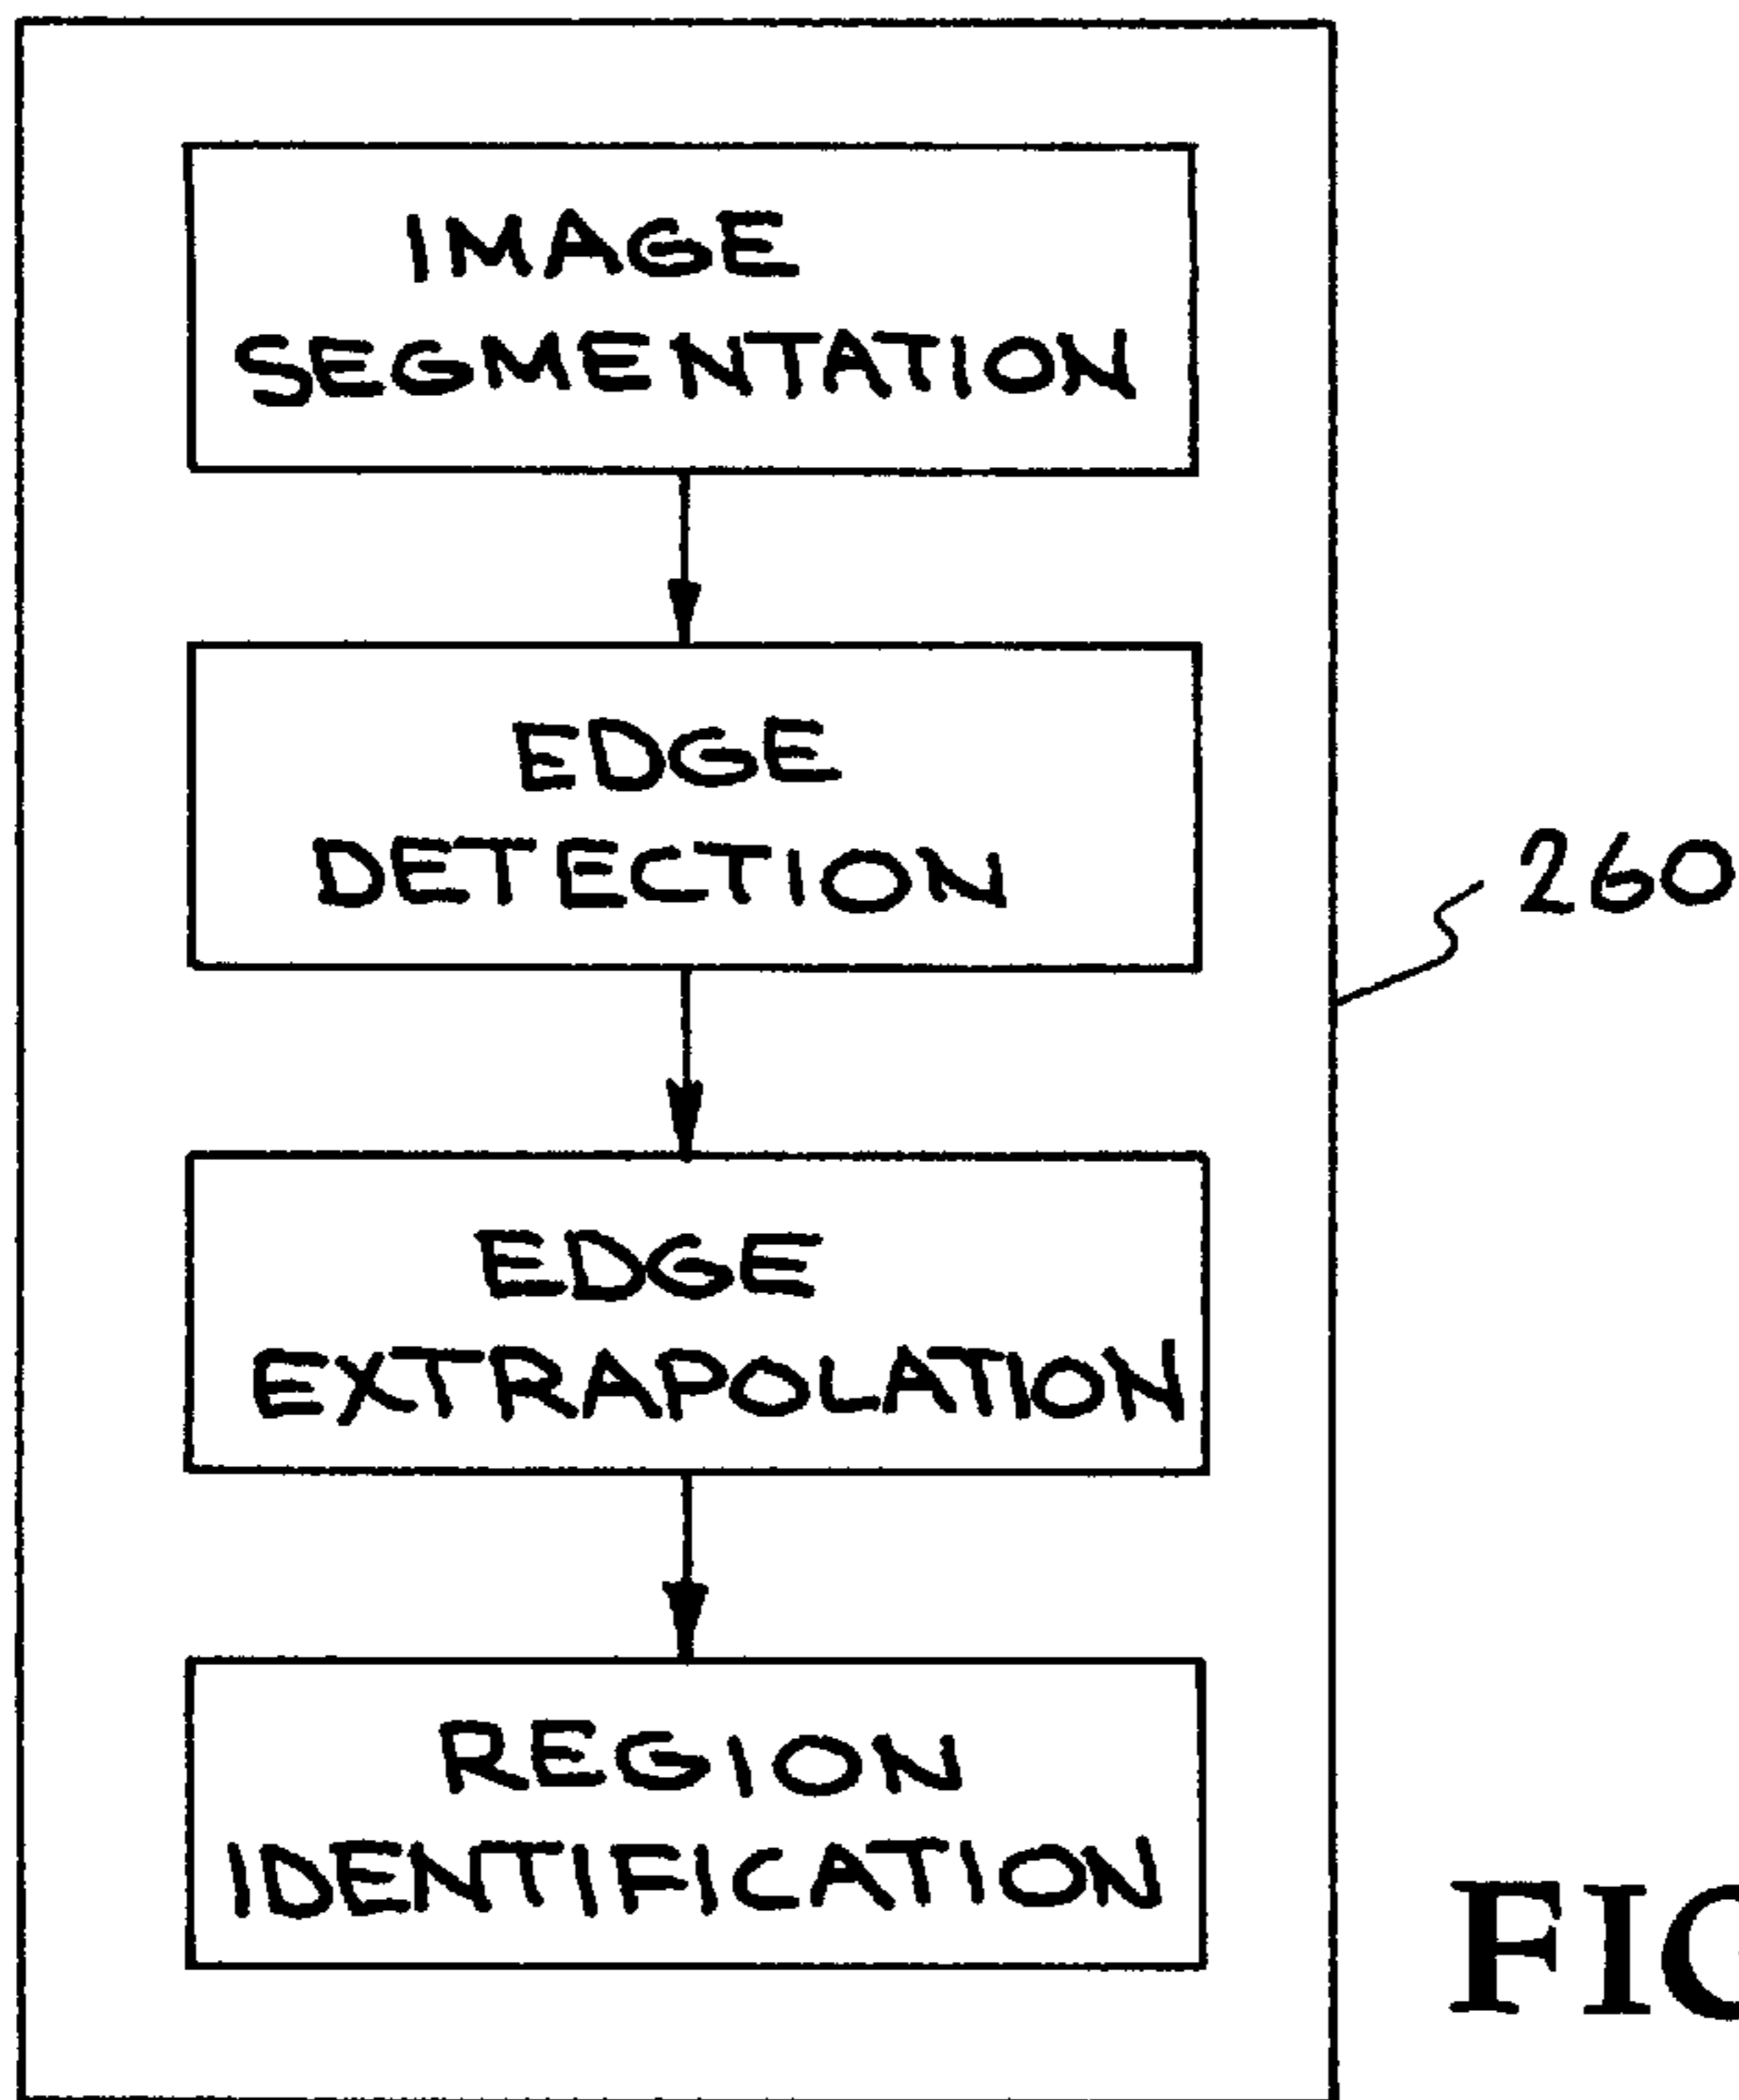 IMAGE
SEGMENTATION
EDGE
DETECTION
260
EDGE
EXTRAPOLATION
REGION
IDENTIFICATION